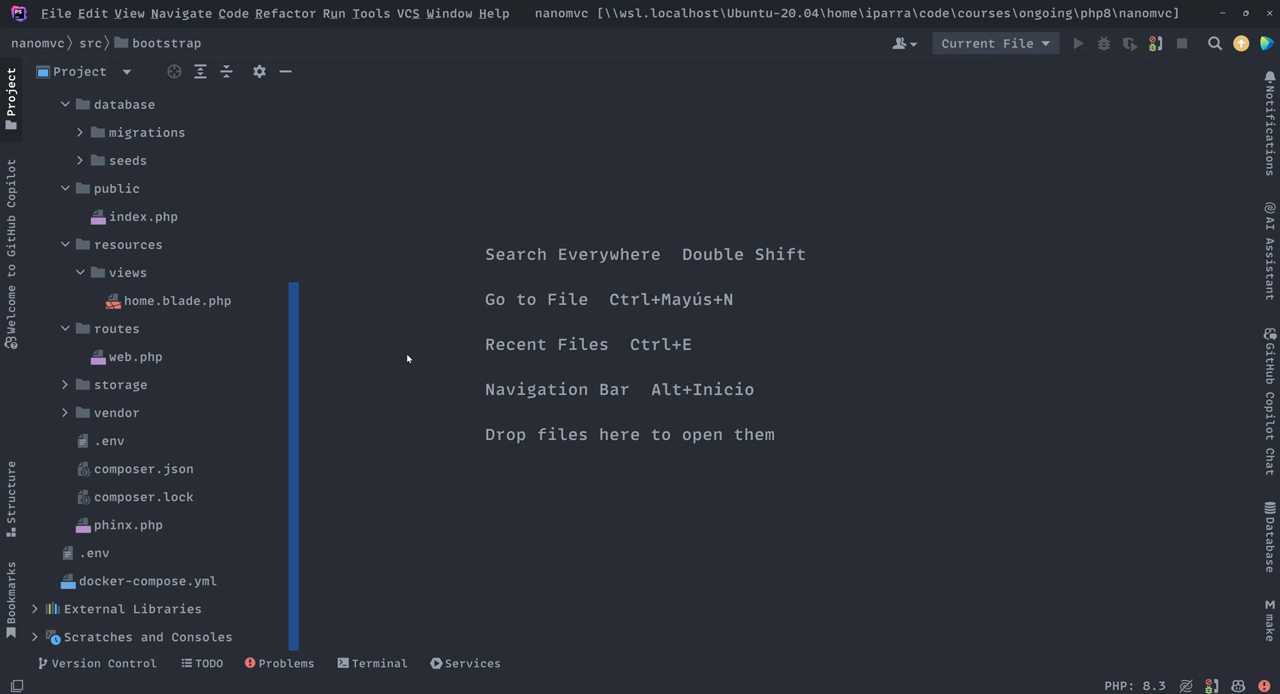 File Edit View Navigate Code Refactor Run Tools VCS Window Help nanomvc [\\wsl.localhost\Ubuntu-20.04\home\iparra\code\courses\ongoing\php8\nanomvc]
nanomvc src bootstrap Current File
Project
database
migrations
seeds
public
index.php
resources
views
home.blade.php
routes
web.php
storage
vendor
.env
composer.json
composer.lock
phinx.php
.env
docker-compose.yml
External Libraries
Scratches and Consoles
Search Everywhere Double Shift
Go to File Ctrl+Mayús+N
Recent Files Ctrl+E
Navigation Bar Alt+Inicio
Drop files here to open them
Project
Welcome to GitHub Copilot
Structure
Bookmarks
Notifications
AI Assistant
GitHub Copilot Chat
Database
make
Version Control TODO Problems Terminal Services
PHP: 8.3